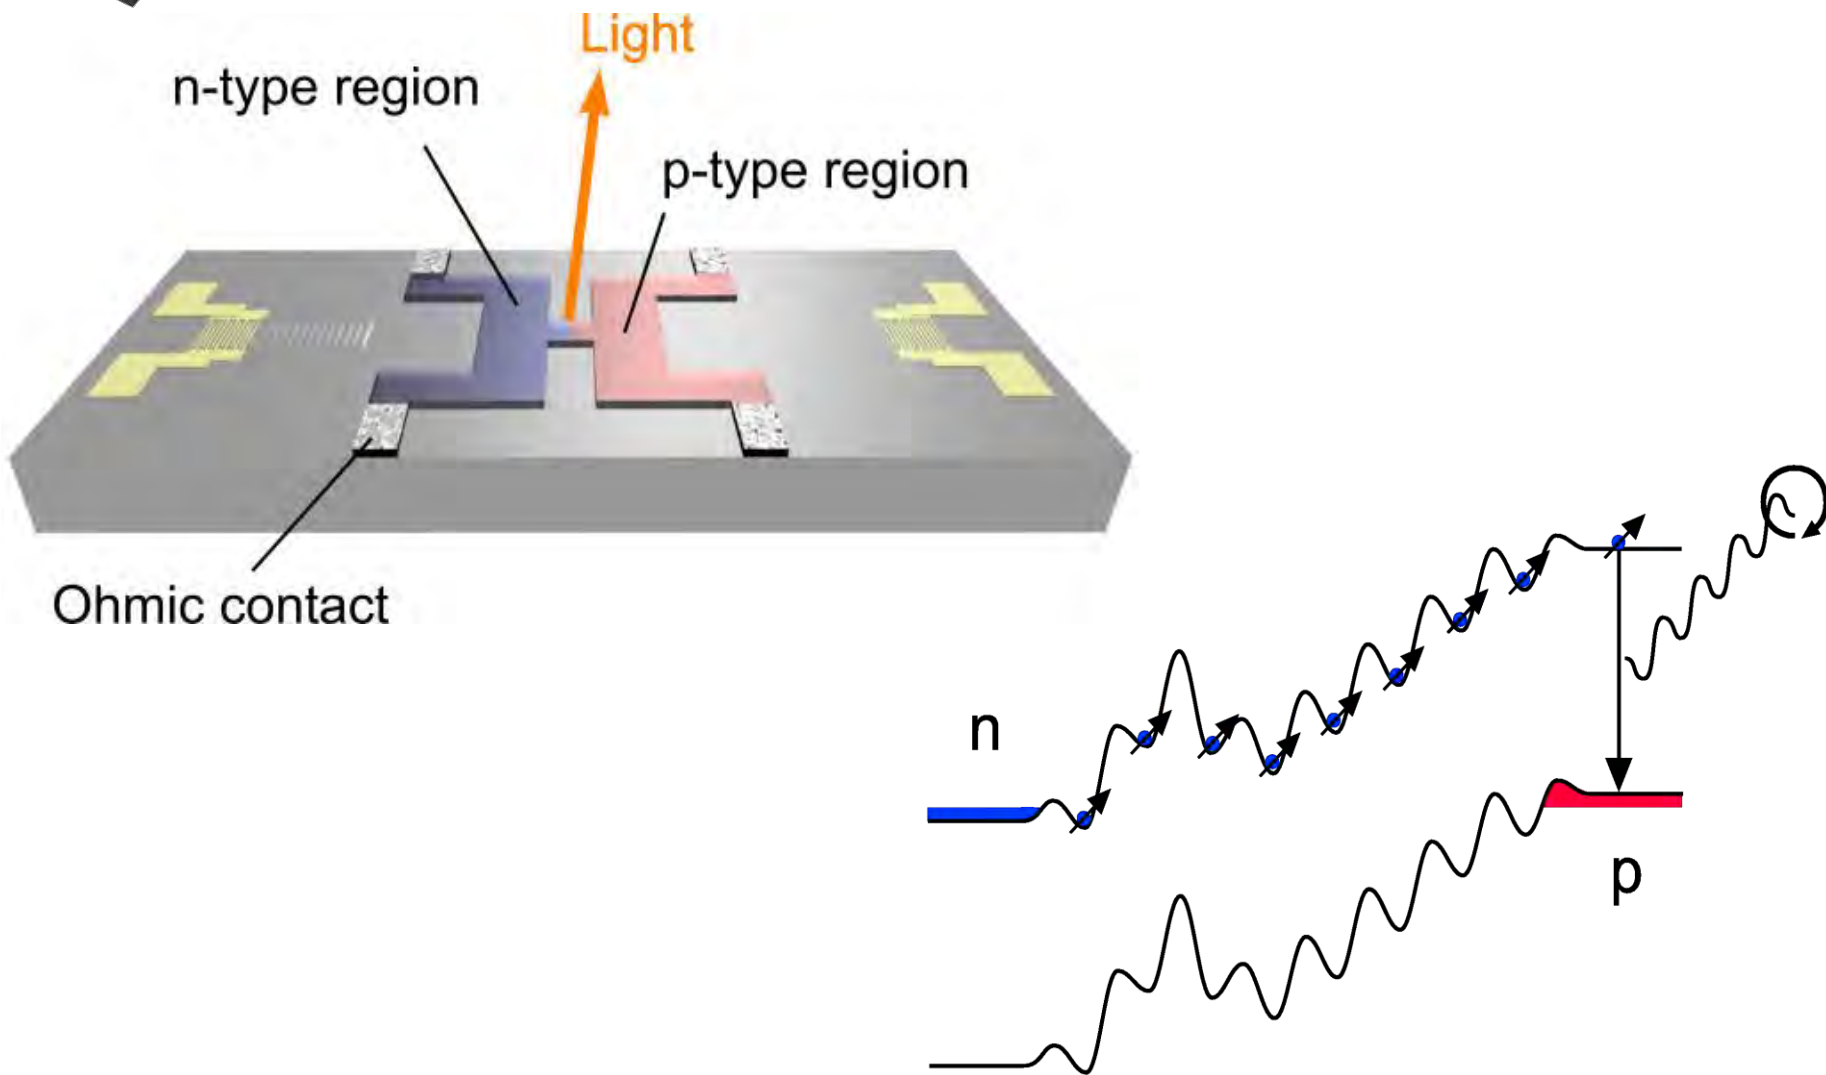 Light
n-type region
p-type region
Ohmic contact
n
p